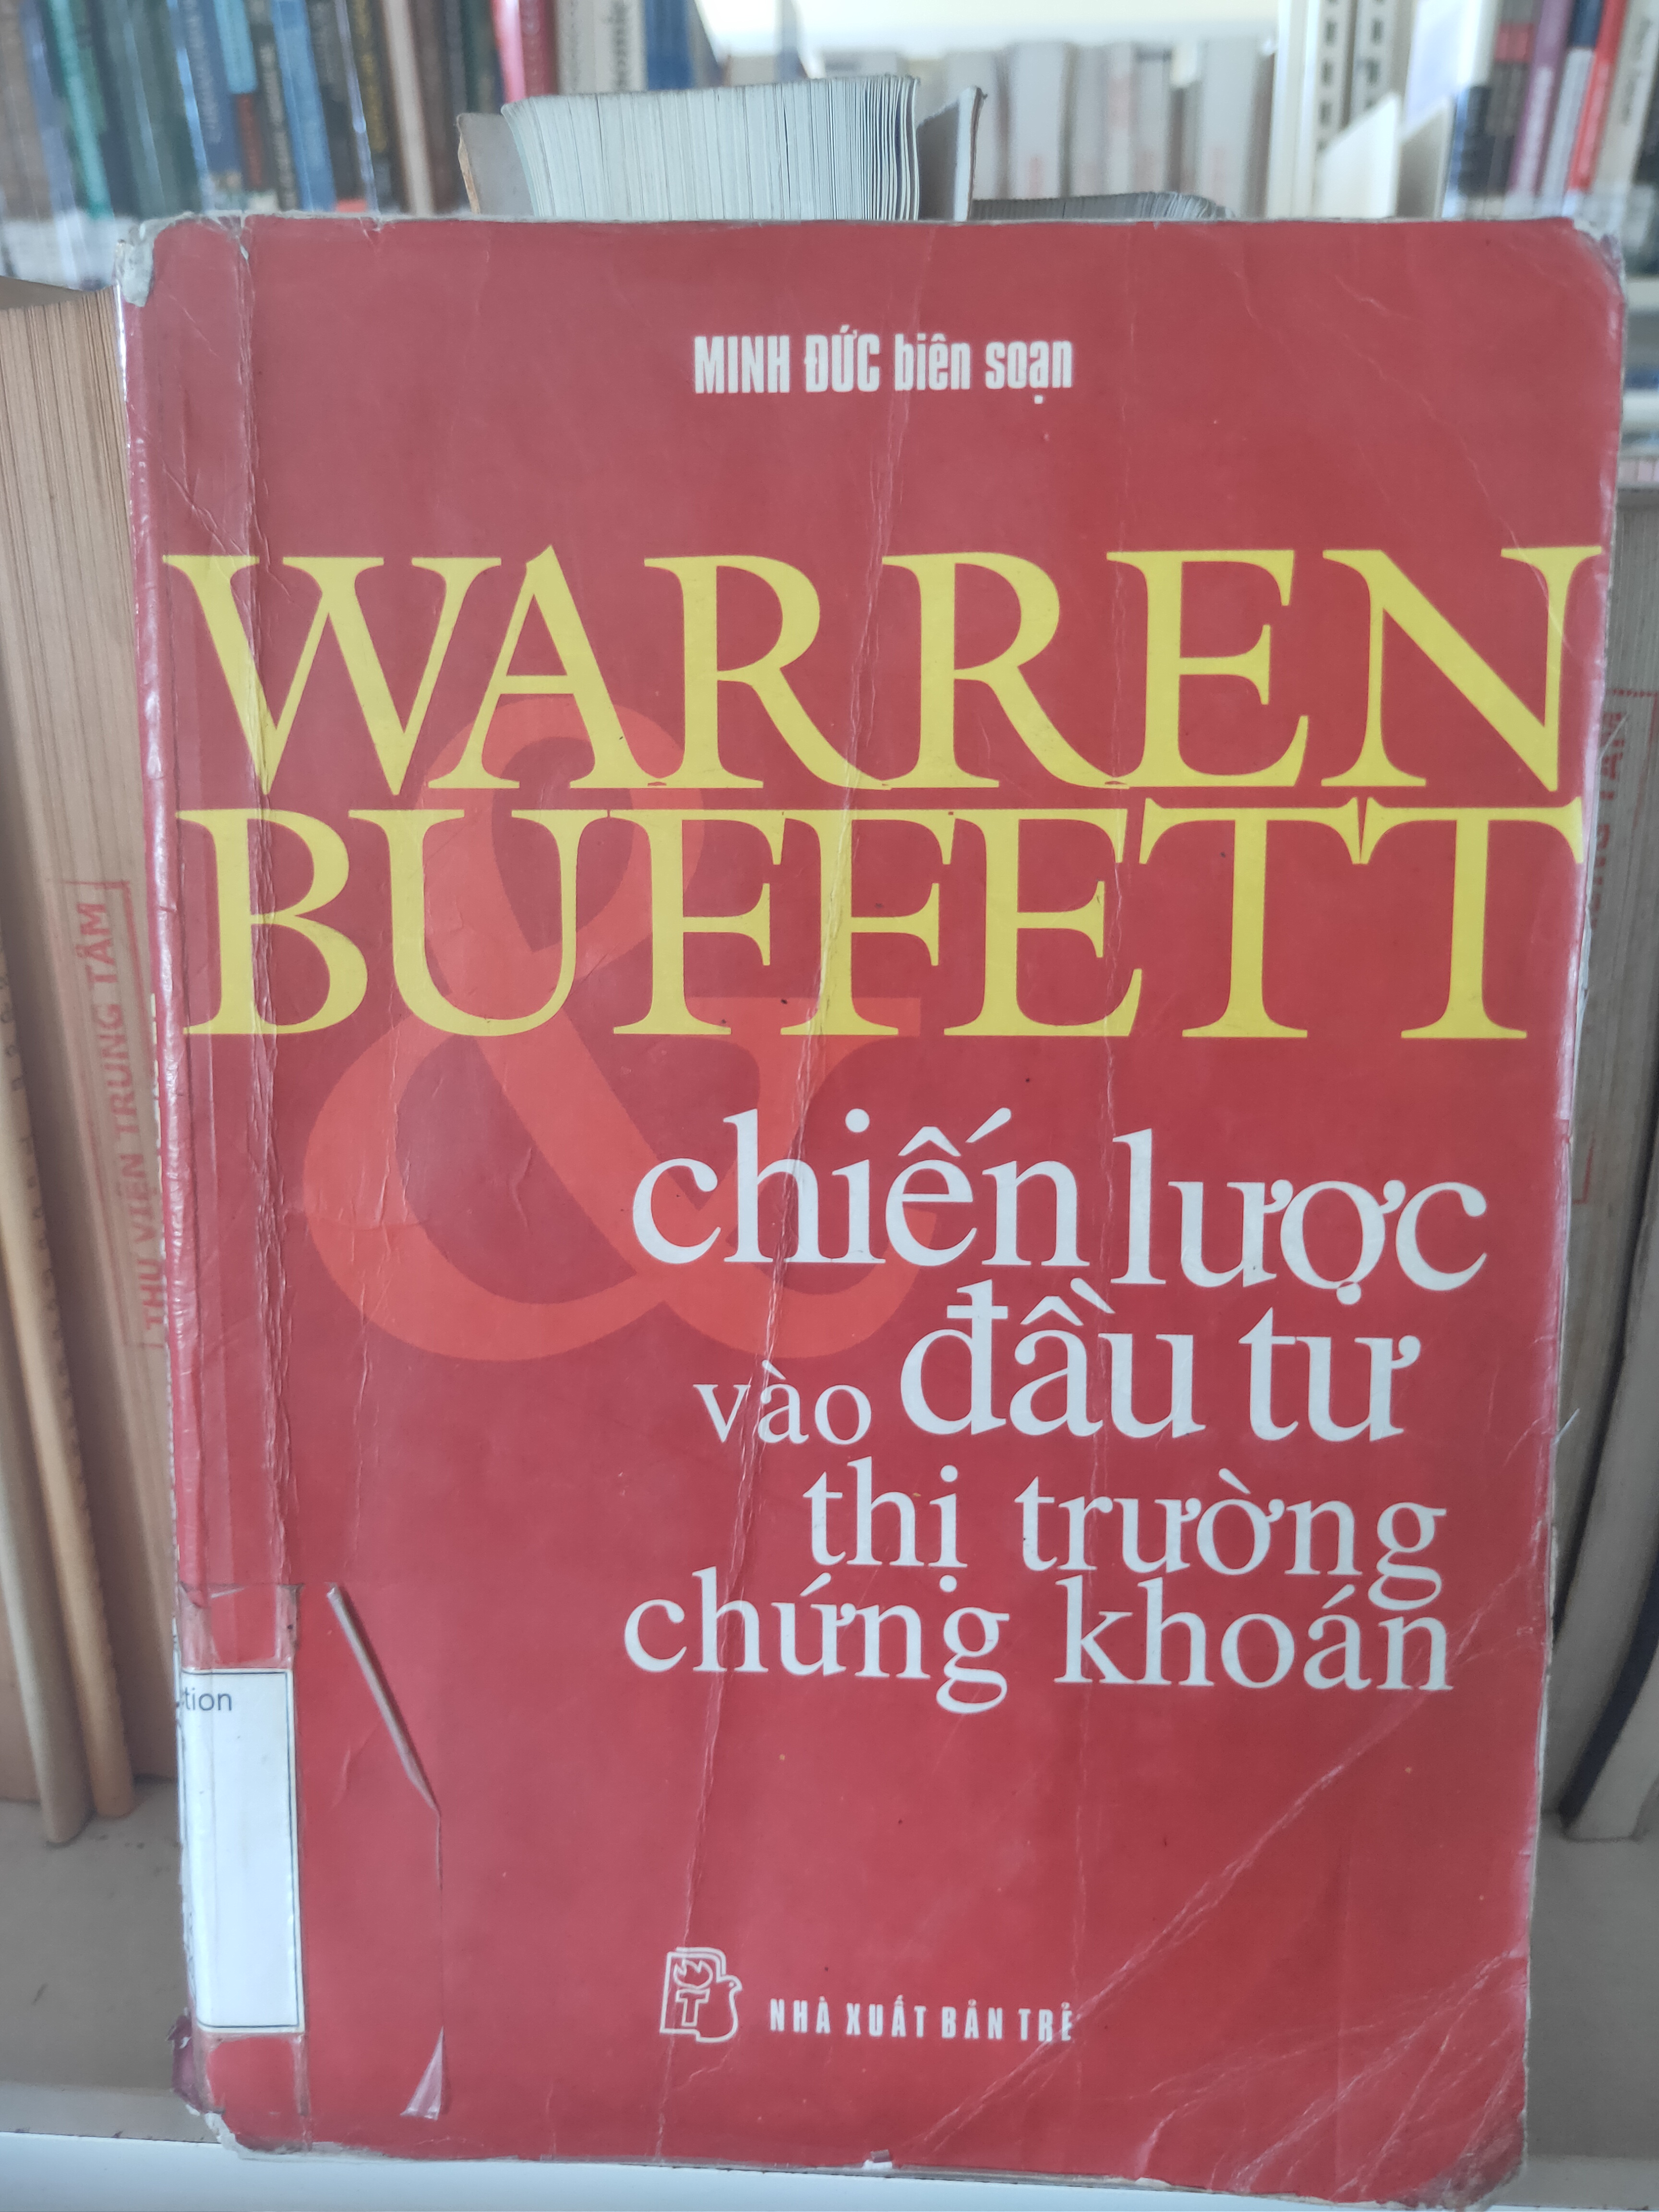 MINH ĐỨC biên soạn
WARREN
&
BUFFETT
chiến lược
vào đầu tư
thị trường
chứng khoán
NHÀ XUẤT BẢN TRẺ
THƯ VIỆN TRUNG TÂM